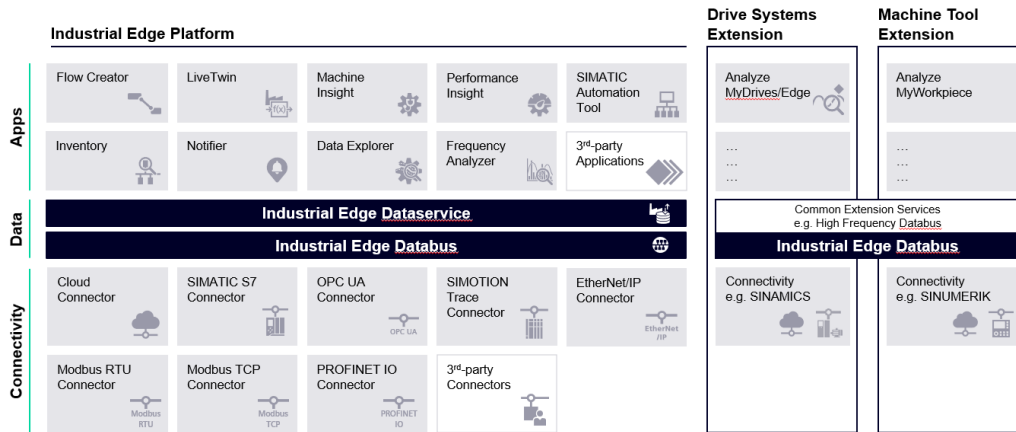 Industrial Edge Platform
Drive Systems
Extension
Machine Tool
Extension
Apps
Flow Creator
LiveTwin
f(x)
Machine
Insight
Performance
Insight
SIMATIC
Automation
Tool
Analyze
MyDrives/Edge
Analyze
MyWorkpiece
Inventory
Notifier
Data Explorer
Frequency
Analyzer
3rd-party
Applications
...
...
...
...
...
...
Data
Industrial Edge Dataservice
Industrial Edge Databus
Common Extension Services
e.g. High Frequency Databus
Industrial Edge Databus
Connectivity
Cloud
Connector
SIMATIC S7
Connector
OPC UA
Connector
OPC UA
SIMOTION
Trace
Connector
EtherNet/IP
Connector
EtherNet
/IP
Connectivity
e.g. SINAMICS
Connectivity
e.g. SINUMERIK
Modbus RTU
Connector
Modbus
RTU
Modbus TCP
Connector
Modbus
TCP
PROFINET IO
Connector
PROFINET
IO
3rd-party
Connectors